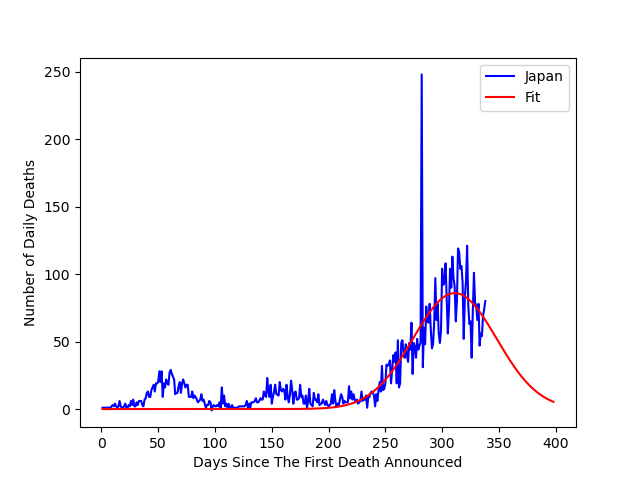 Japan
Fit
250
200
150
100
50
0
Number of Daily Deaths
0 50 100 150 200 250 300 350 400
Days Since The First Death Announced